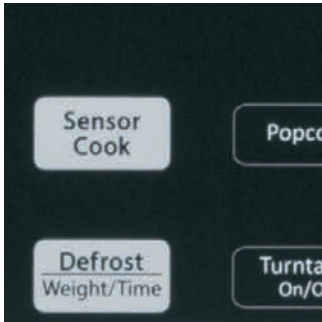 Sensor
Cook
Popco
Defrost
Weight/Time
Turnta
On/O